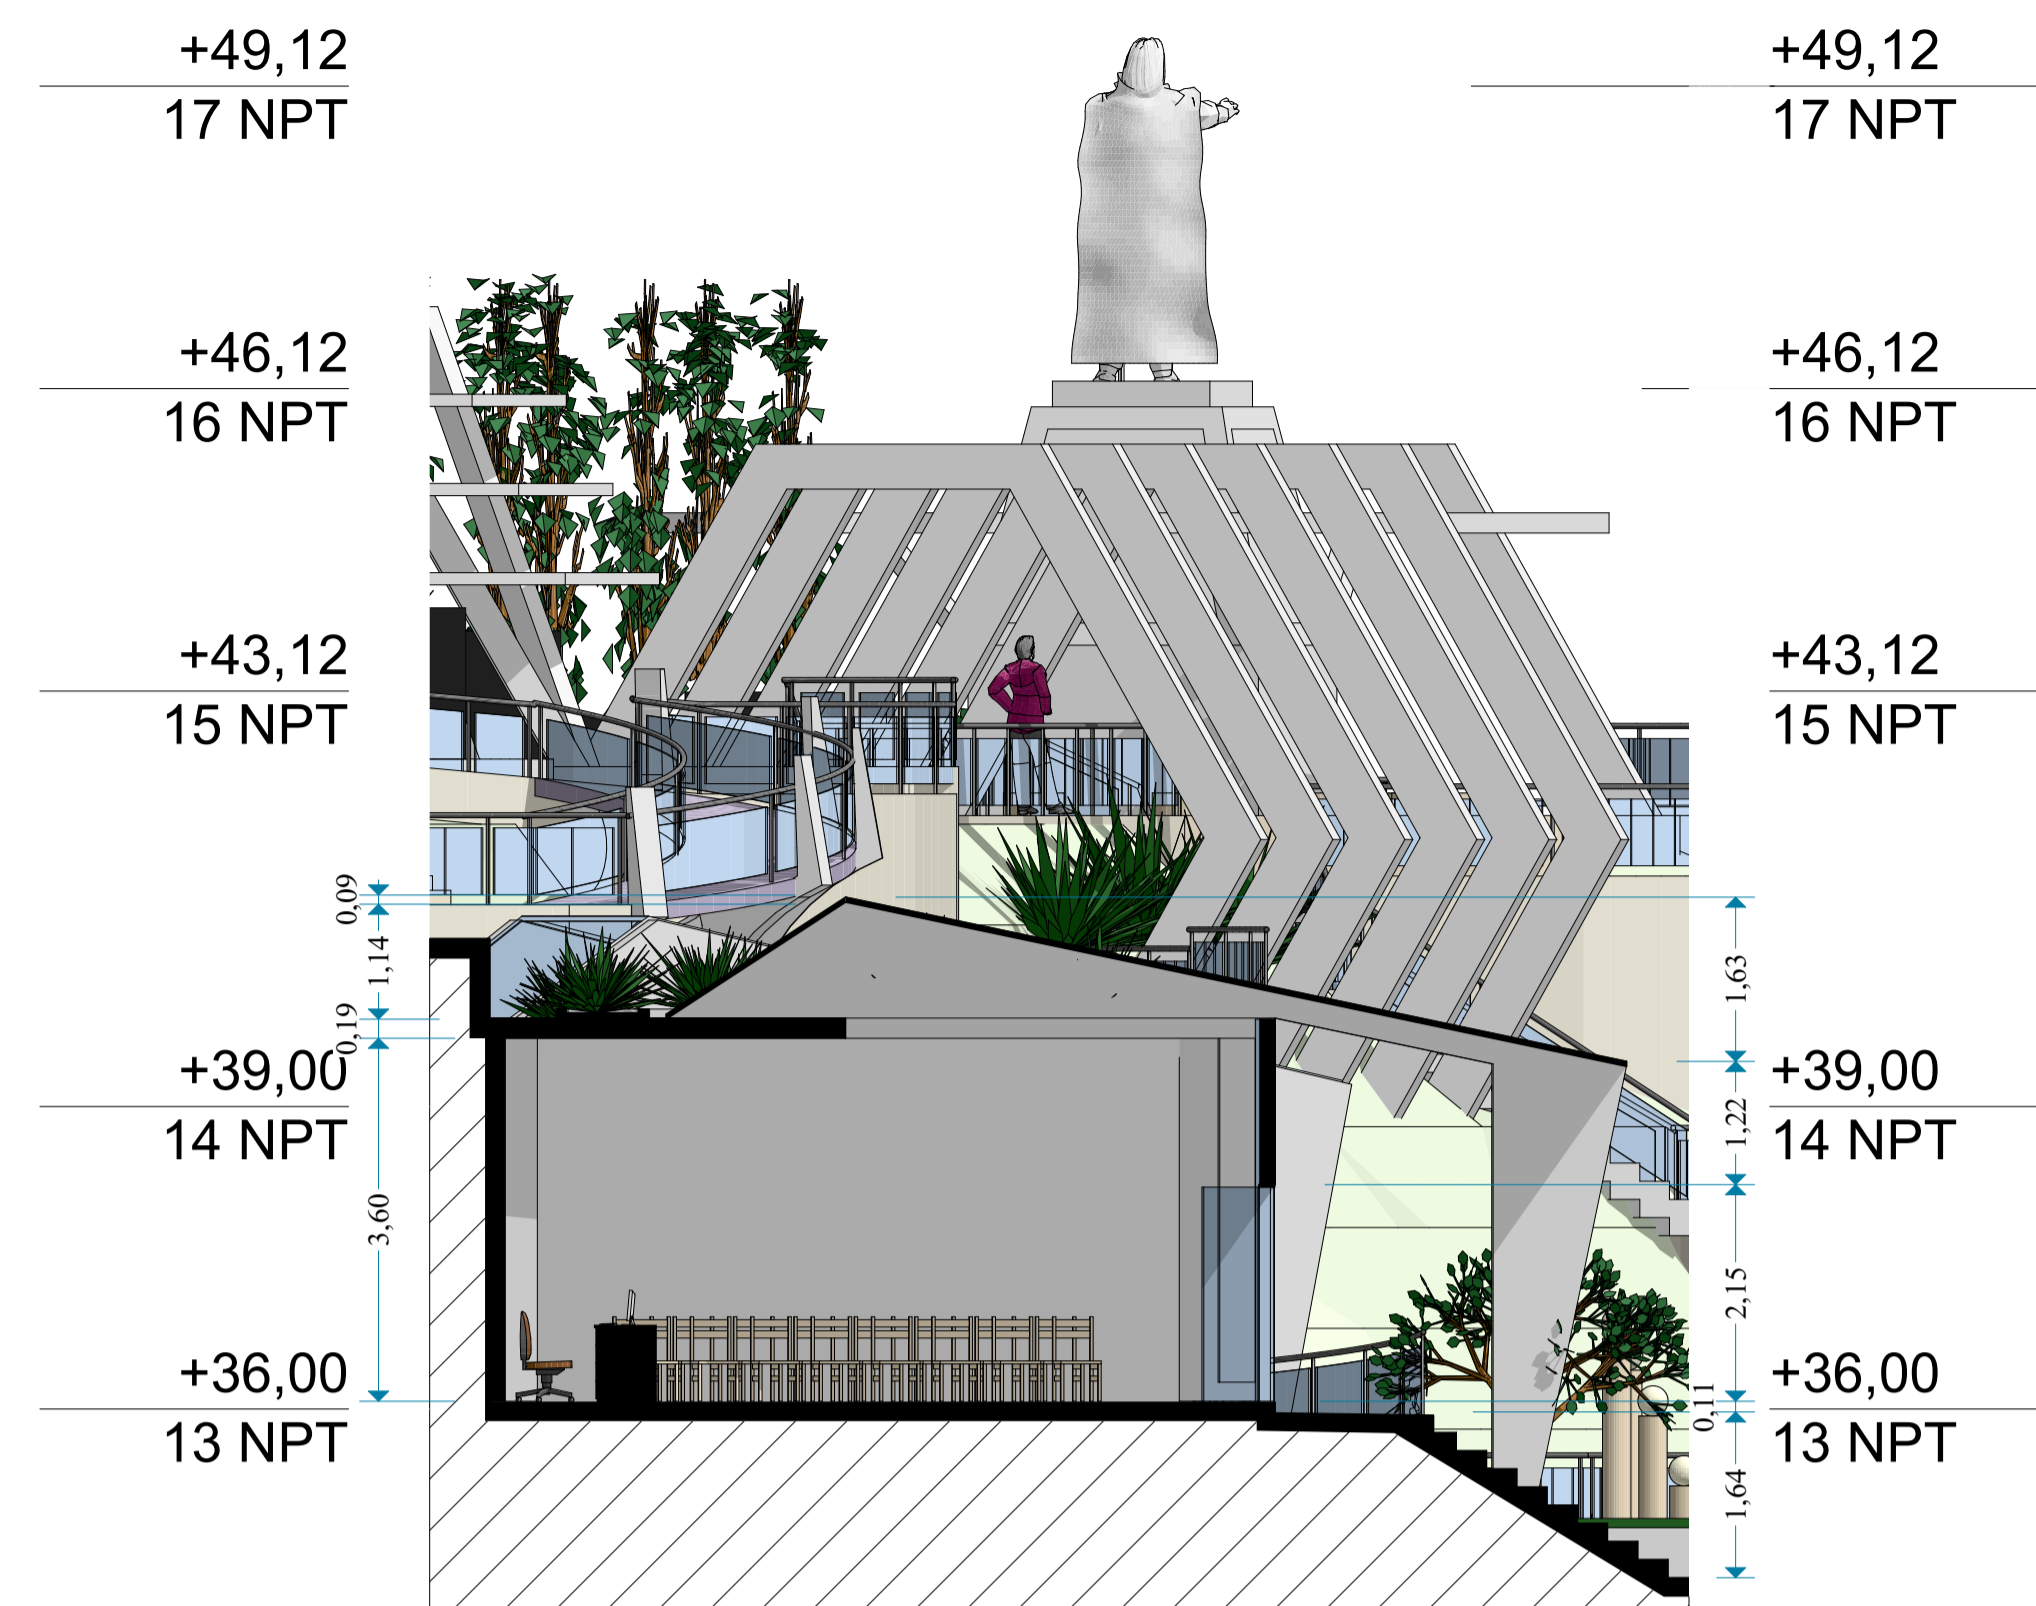 +49,12
17 NPT
+49,12
17 NPT
+46,12
16 NPT
+46,12
16 NPT
+43,12
15 NPT
+43,12
15 NPT
0,09
1,14
0,19
3,60
1,63
1,22
2,15
0,11
1,64
+39,00
14 NPT
+39,00
14 NPT
+36,00
13 NPT
+36,00
13 NPT